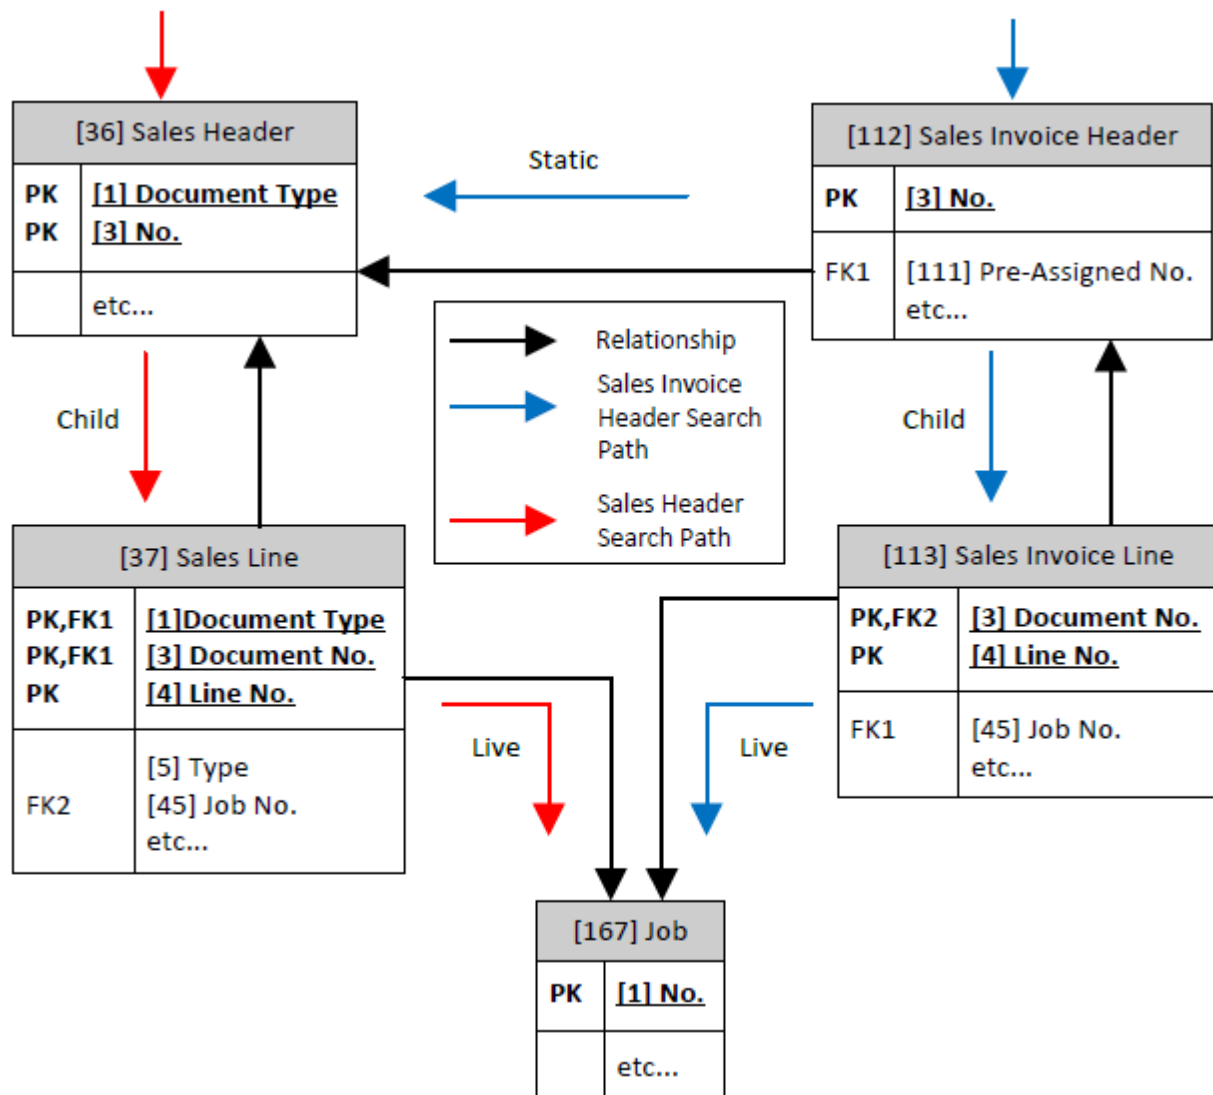 [36] Sales Header
PK [1] Document Type
PK [3] No.
etc...
Static
[112] Sales Invoice Header
PK [3] No.
FK1 [111] Pre-Assigned No.
etc...
Relationship
Sales Invoice
Header Search
Path
Sales Header
Search Path
Child
Child
[37] Sales Line
PK,FK1 [1]Document Type
PK,FK1 [3] Document No.
PK [4] Line No.
[5] Type
FK2 [45] Job No.
etc...
[113] Sales Invoice Line
PK,FK2 [3] Document No.
PK [4] Line No.
FK1 [45] Job No.
etc...
Live
Live
[167] Job
PK [1] No.
etc...